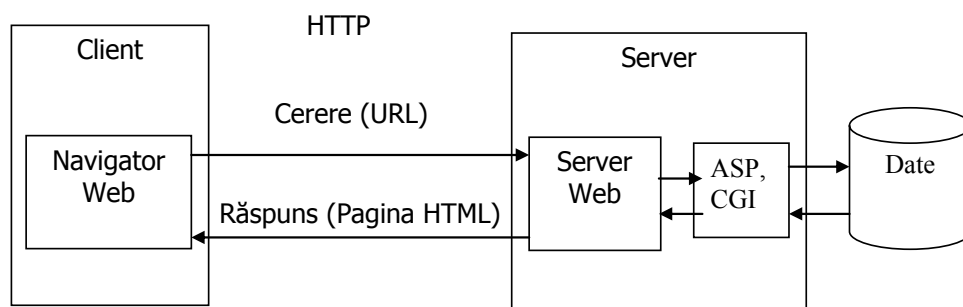 HTTP
Client
Server
Cerere (URL)
Navigator
Web
Server
Web
ASP,
CGI
Date
Răspuns (Pagina HTML)